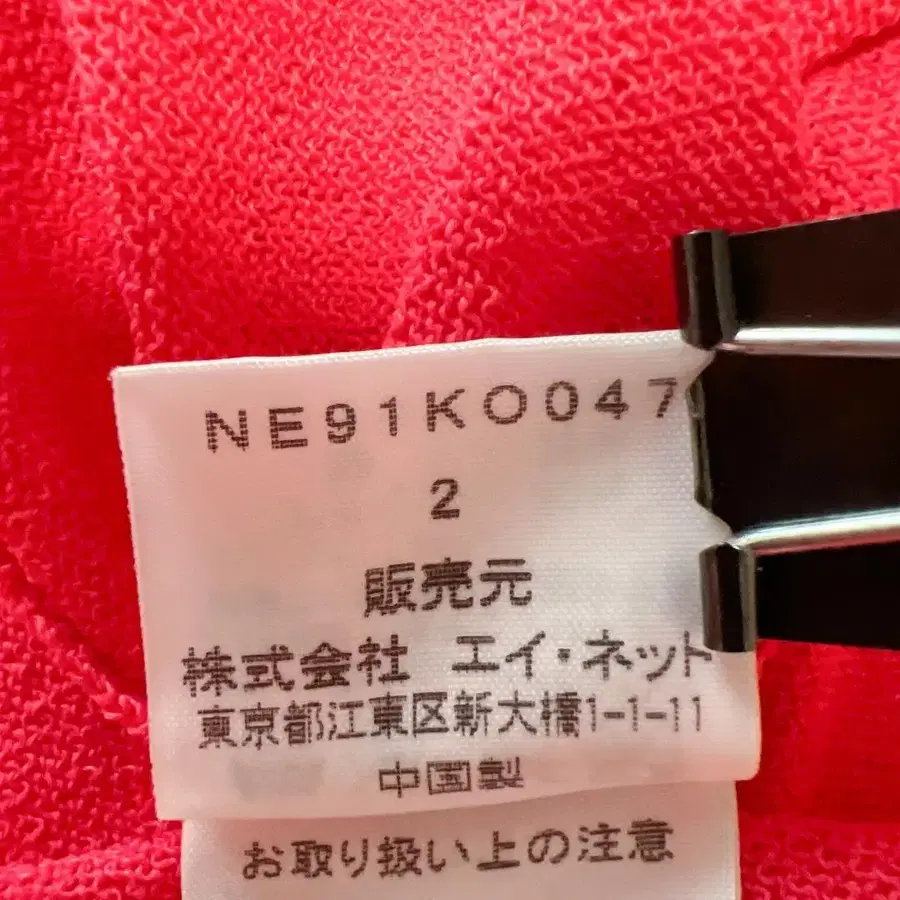 NE91KO047
2
販売元
株式会社 エイ・ネット
東京都江東区新大橋1-1-11
中国製
お取り扱い上の注意